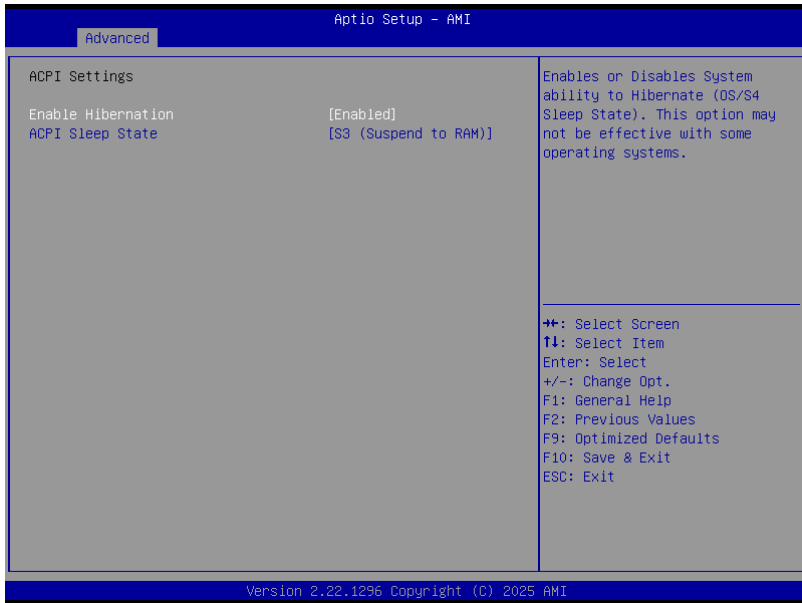 Aptio Setup – AMI
Advanced
ACPI Settings
Enable Hibernation [Enabled]
ACPI Sleep State [S3 (Suspend to RAM)]
Enables or Disables System
ability to Hibernate (OS/S4
Sleep State). This option may
not be effective with some
operating systems.
→←: Select Screen
↑↓: Select Item
Enter: Select
+/-: Change Opt.
F1: General Help
F2: Previous Values
F9: Optimized Defaults
F10: Save & Exit
ESC: Exit
Version 2.22.1296 Copyright (C) 2025 AMI